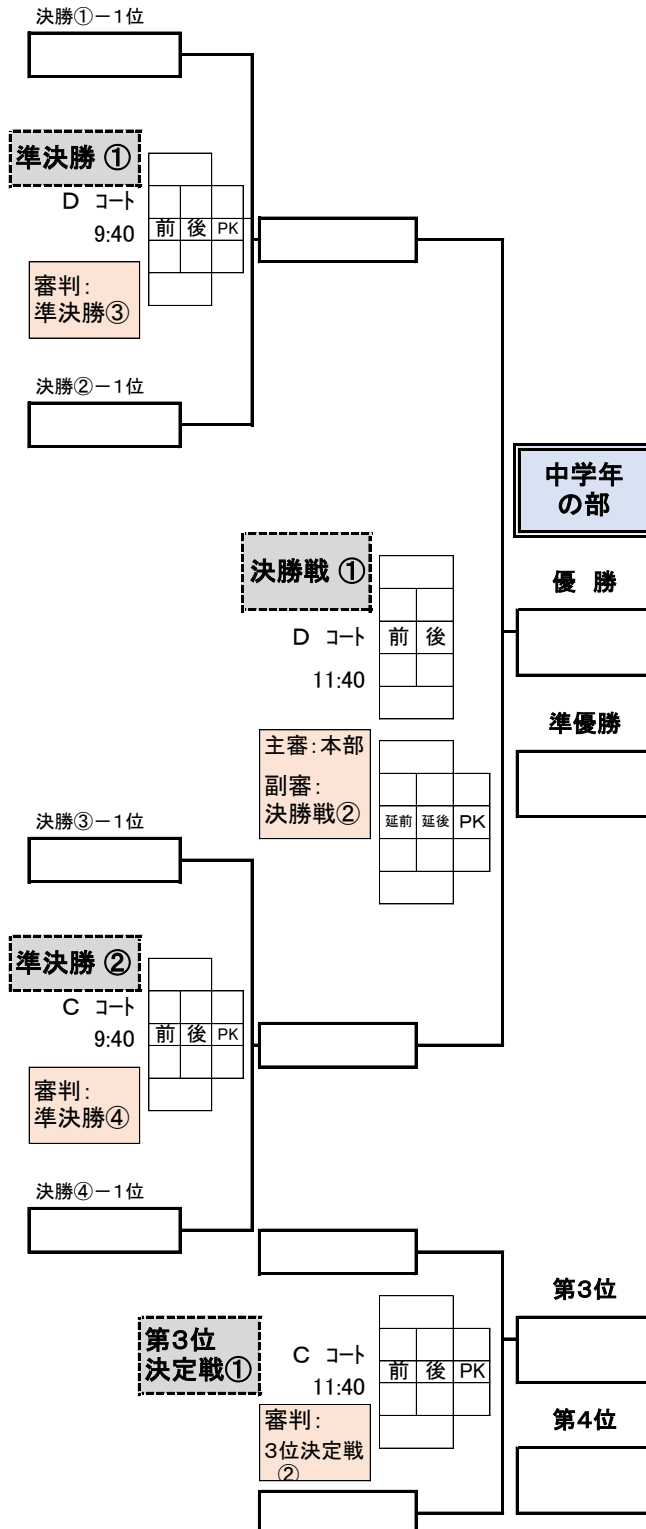 決勝①－1位
準決勝 ①
D コート
9:40
前 後 PK
審判:
準決勝③
決勝②－1位
中学年
の部
決勝戦 ①
優 勝
D コート
前 後
11:40
準優勝
主審:本部
副審:
決勝戦②
延前 延後 PK
決勝③－1位
準決勝 ②
C コート
9:40
前 後 PK
審判:
準決勝④
決勝④－1位
第3位
第3位
決定戦①
C コート
11:40
前 後 PK
審判:
3位決定戦
②
第4位